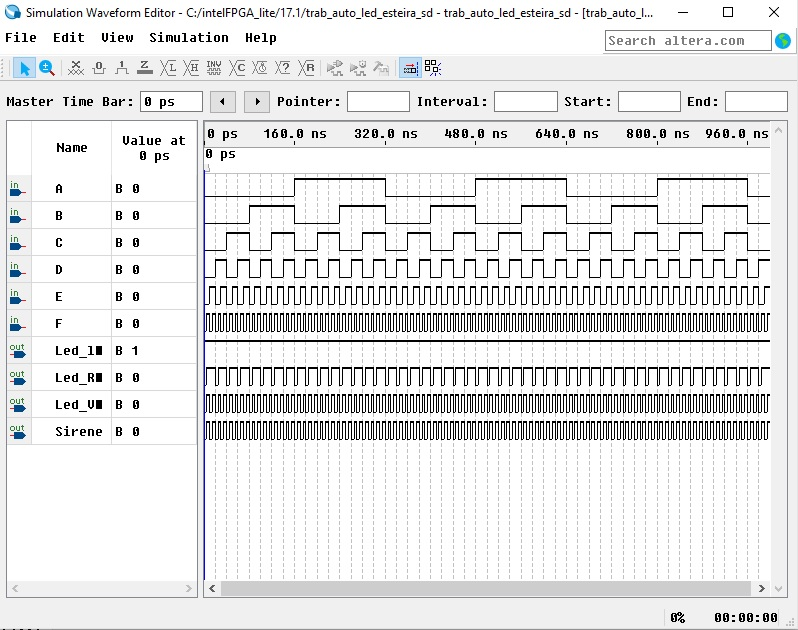 Simulation Waveform Editor - C:/intelFPGA_lite/17.1/trab_auto_led_esteira_sd - trab_auto_led_esteira_sd - [trab_auto_l...
File Edit View Simulation Help
Search altera.com
Master Time Bar: 0 ps Pointer: Interval: Start: End:
Name Value at 0 ps
0 ps 160.0 ns 320.0 ns 480.0 ns 640.0 ns 800.0 ns 960.0 ns
0 ps
in A B 0
in B B 0
in C B 0
in D B 0
in E B 0
in F B 0
out Led_l■ B 1
out Led_R■ B 0
out Led_V■ B 0
out Sirene B 0
0% 00:00:00